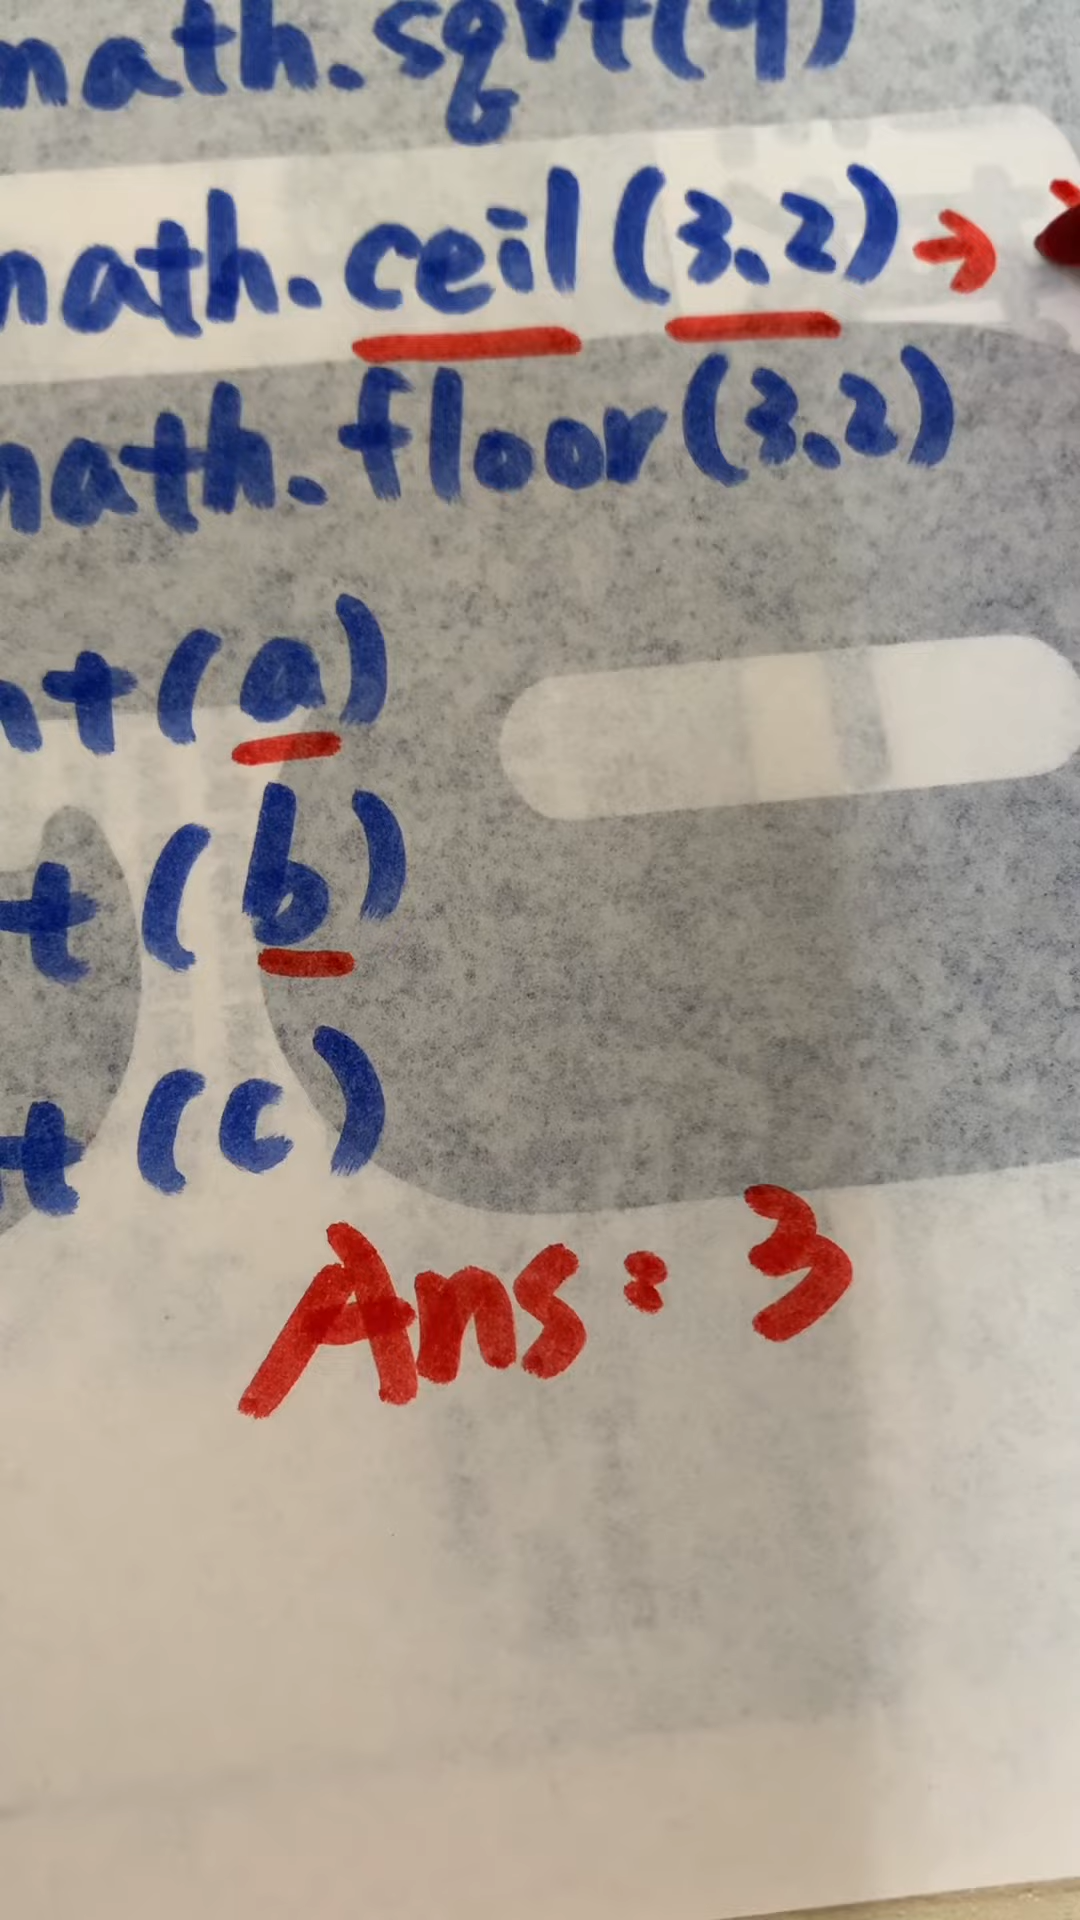 math.sqrt(9)
math.ceil(3.2)→
math.floor(3.2)
nt(a)
t(b)
t(c)
Ans: 3